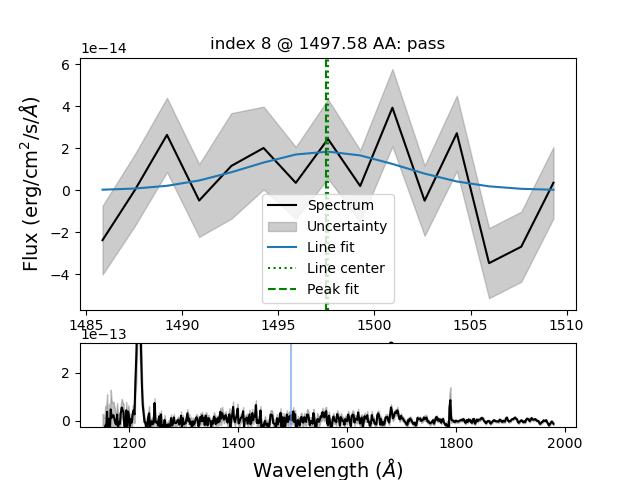 index 8 @ 1497.58 AA: pass
1e−14
6
4
2
0
−2
−4
Flux (erg/cm²/s/Å)
Spectrum
Uncertainty
Line fit
Line center
Peak fit
1485 1490 1495 1500 1505 1510
1e−13
2
0
1200 1400 1600 1800 2000
Wavelength (Å)